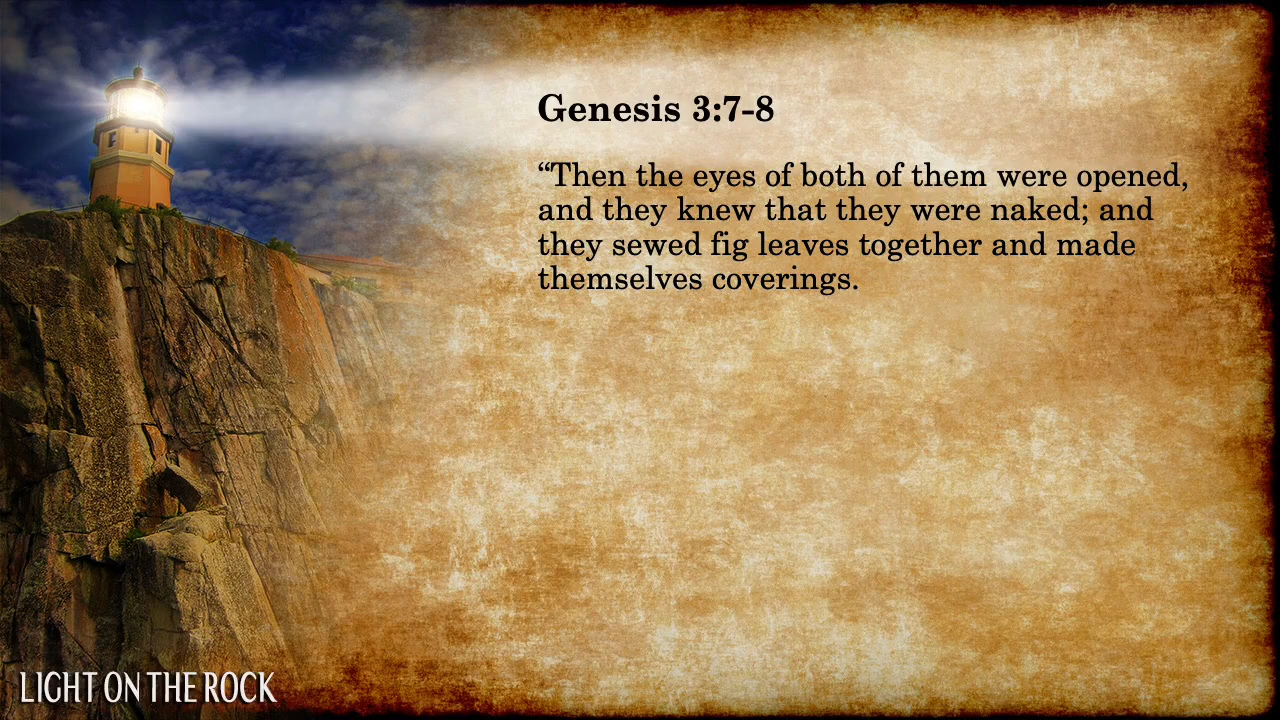 Genesis 3:7-8
“Then the eyes of both of them were opened,
and they knew that they were naked; and
they sewed fig leaves together and made
themselves coverings.
LIGHT ON THE ROCK